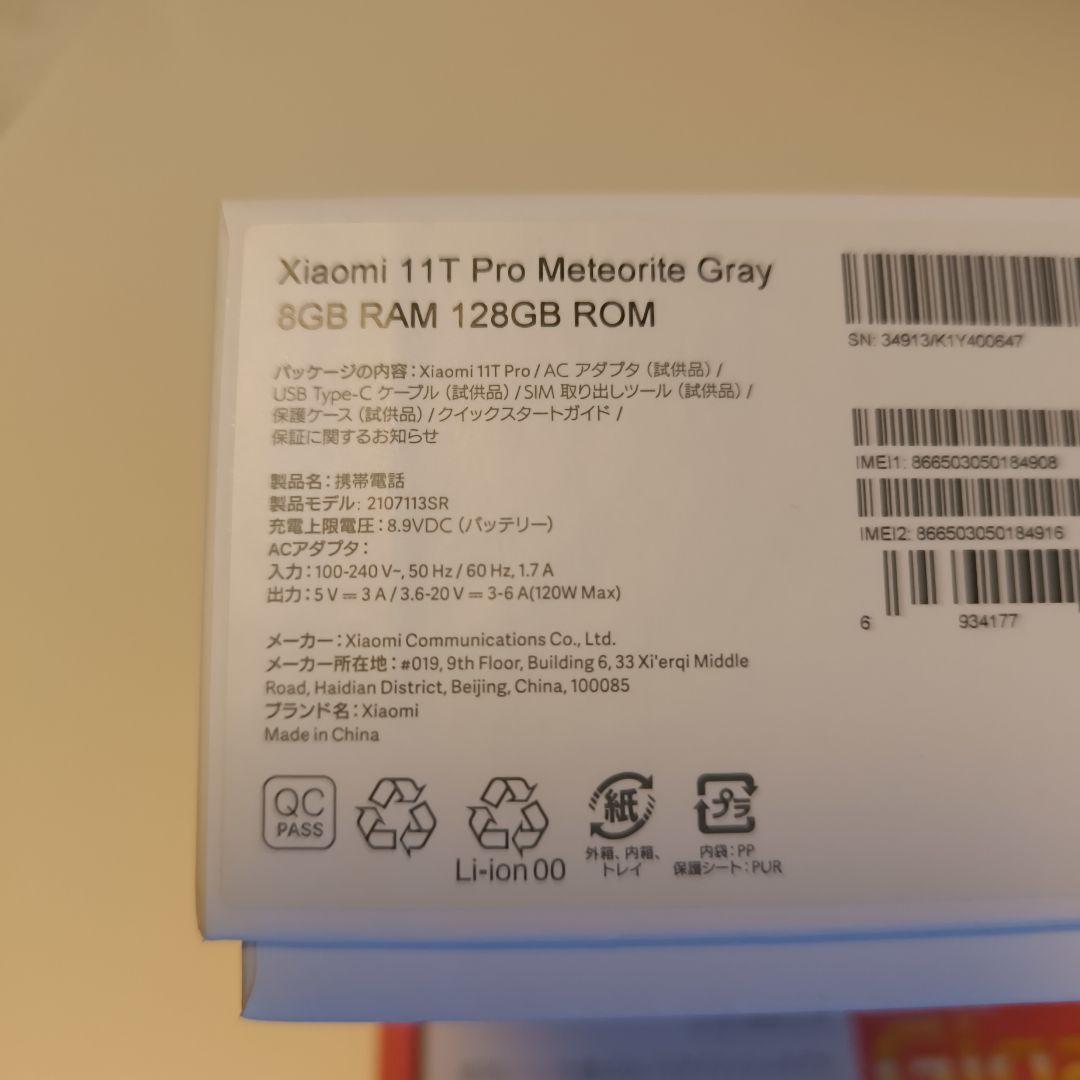 Xiaomi 11T Pro Meteorite Gray
8GB RAM 128GB ROM
パッケージの内容：Xiaomi 11T Pro / AC アダプタ（試供品）/
USB Type-C ケーブル（試供品）/ SIM 取り出しツール（試供品）/
保護ケース（試供品）/ クイックスタートガイド /
保証に関するお知らせ
製品名：携帯電話
製品モデル: 2107113SR
充電上限電圧：8.9VDC（バッテリー）
ACアダプタ：
入力：100-240 V~, 50 Hz / 60 Hz, 1.7 A
出力：5 V ⎓ 3 A / 3.6-20 V ⎓ 3-6 A(120W Max)
メーカー：Xiaomi Communications Co., Ltd.
メーカー所在地：#019, 9th Floor, Building 6, 33 Xi'erqi Middle
Road, Haidian District, Beijing, China, 100085
ブランド名：Xiaomi
Made in China
QC
PASS
Li-ion 00
紙
外箱、内箱、
トレイ
プラ
内袋：PP
保護シート：PUR
SN: 34913/K1Y400647
IMEI1: 866503050184908
IMEI2: 866503050184916
6 934177